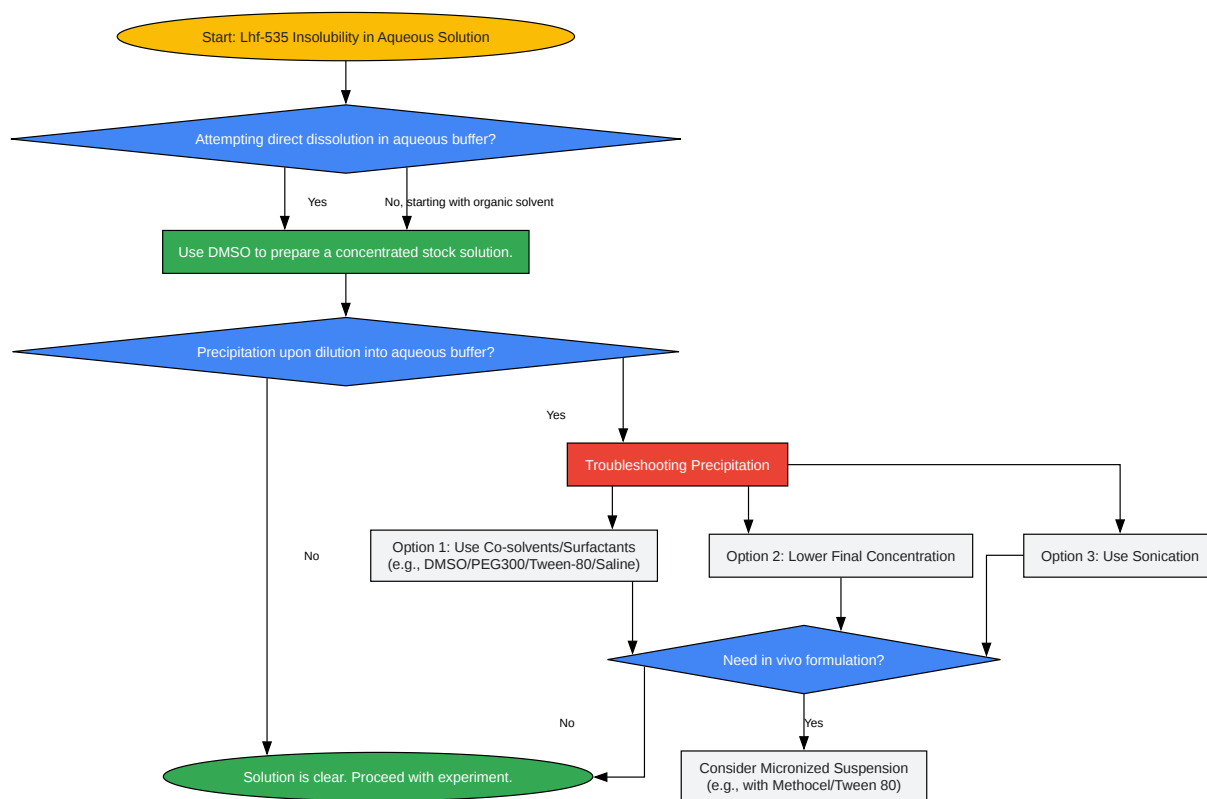 Start: Lhf-535 Insolubility in Aqueous Solution
Attempting direct dissolution in aqueous buffer?
Yes
No, starting with organic solvent
Use DMSO to prepare a concentrated stock solution.
Precipitation upon dilution into aqueous buffer?
Yes
Troubleshooting Precipitation
No
Option 1: Use Co-solvents/Surfactants
(e.g., DMSO/PEG300/Tween-80/Saline)
Option 2: Lower Final Concentration
Option 3: Use Sonication
Need in vivo formulation?
No
Yes
Solution is clear. Proceed with experiment.
Consider Micronized Suspension
(e.g., with Methocel/Tween 80)